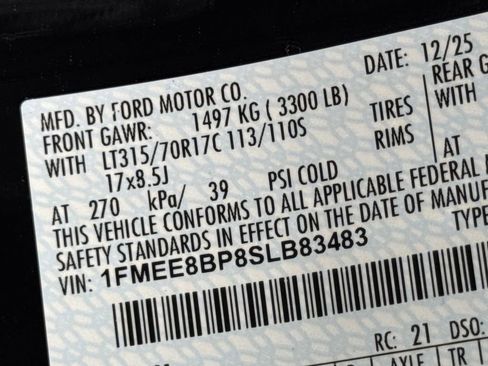 MFD. BY FORD MOTOR CO.
DATE: 12/25
FRONT GAWR: 1497 KG ( 3300 LB)
REAR G
WITH LT315/70R17C 113/110S TIRES
WITH
17x8.5J RIMS
AT 270 kPa/ 39 PSI COLD
AT
THIS VEHICLE CONFORMS TO ALL APPLICABLE FEDERAL
SAFETY STANDARDS IN EFFECT ON THE DATE OF MANUF
VIN: 1FMEE8BP8SLB83483
TYPE
RC: 21 DSO:
AXLE TR